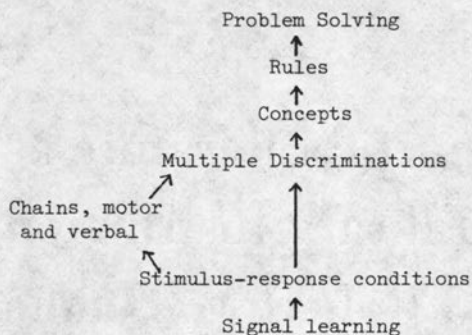 Problem Solving
Rules
Concepts
Multiple Discriminations
Chains, motor
and verbal
Stimulus-response conditions
Signal learning